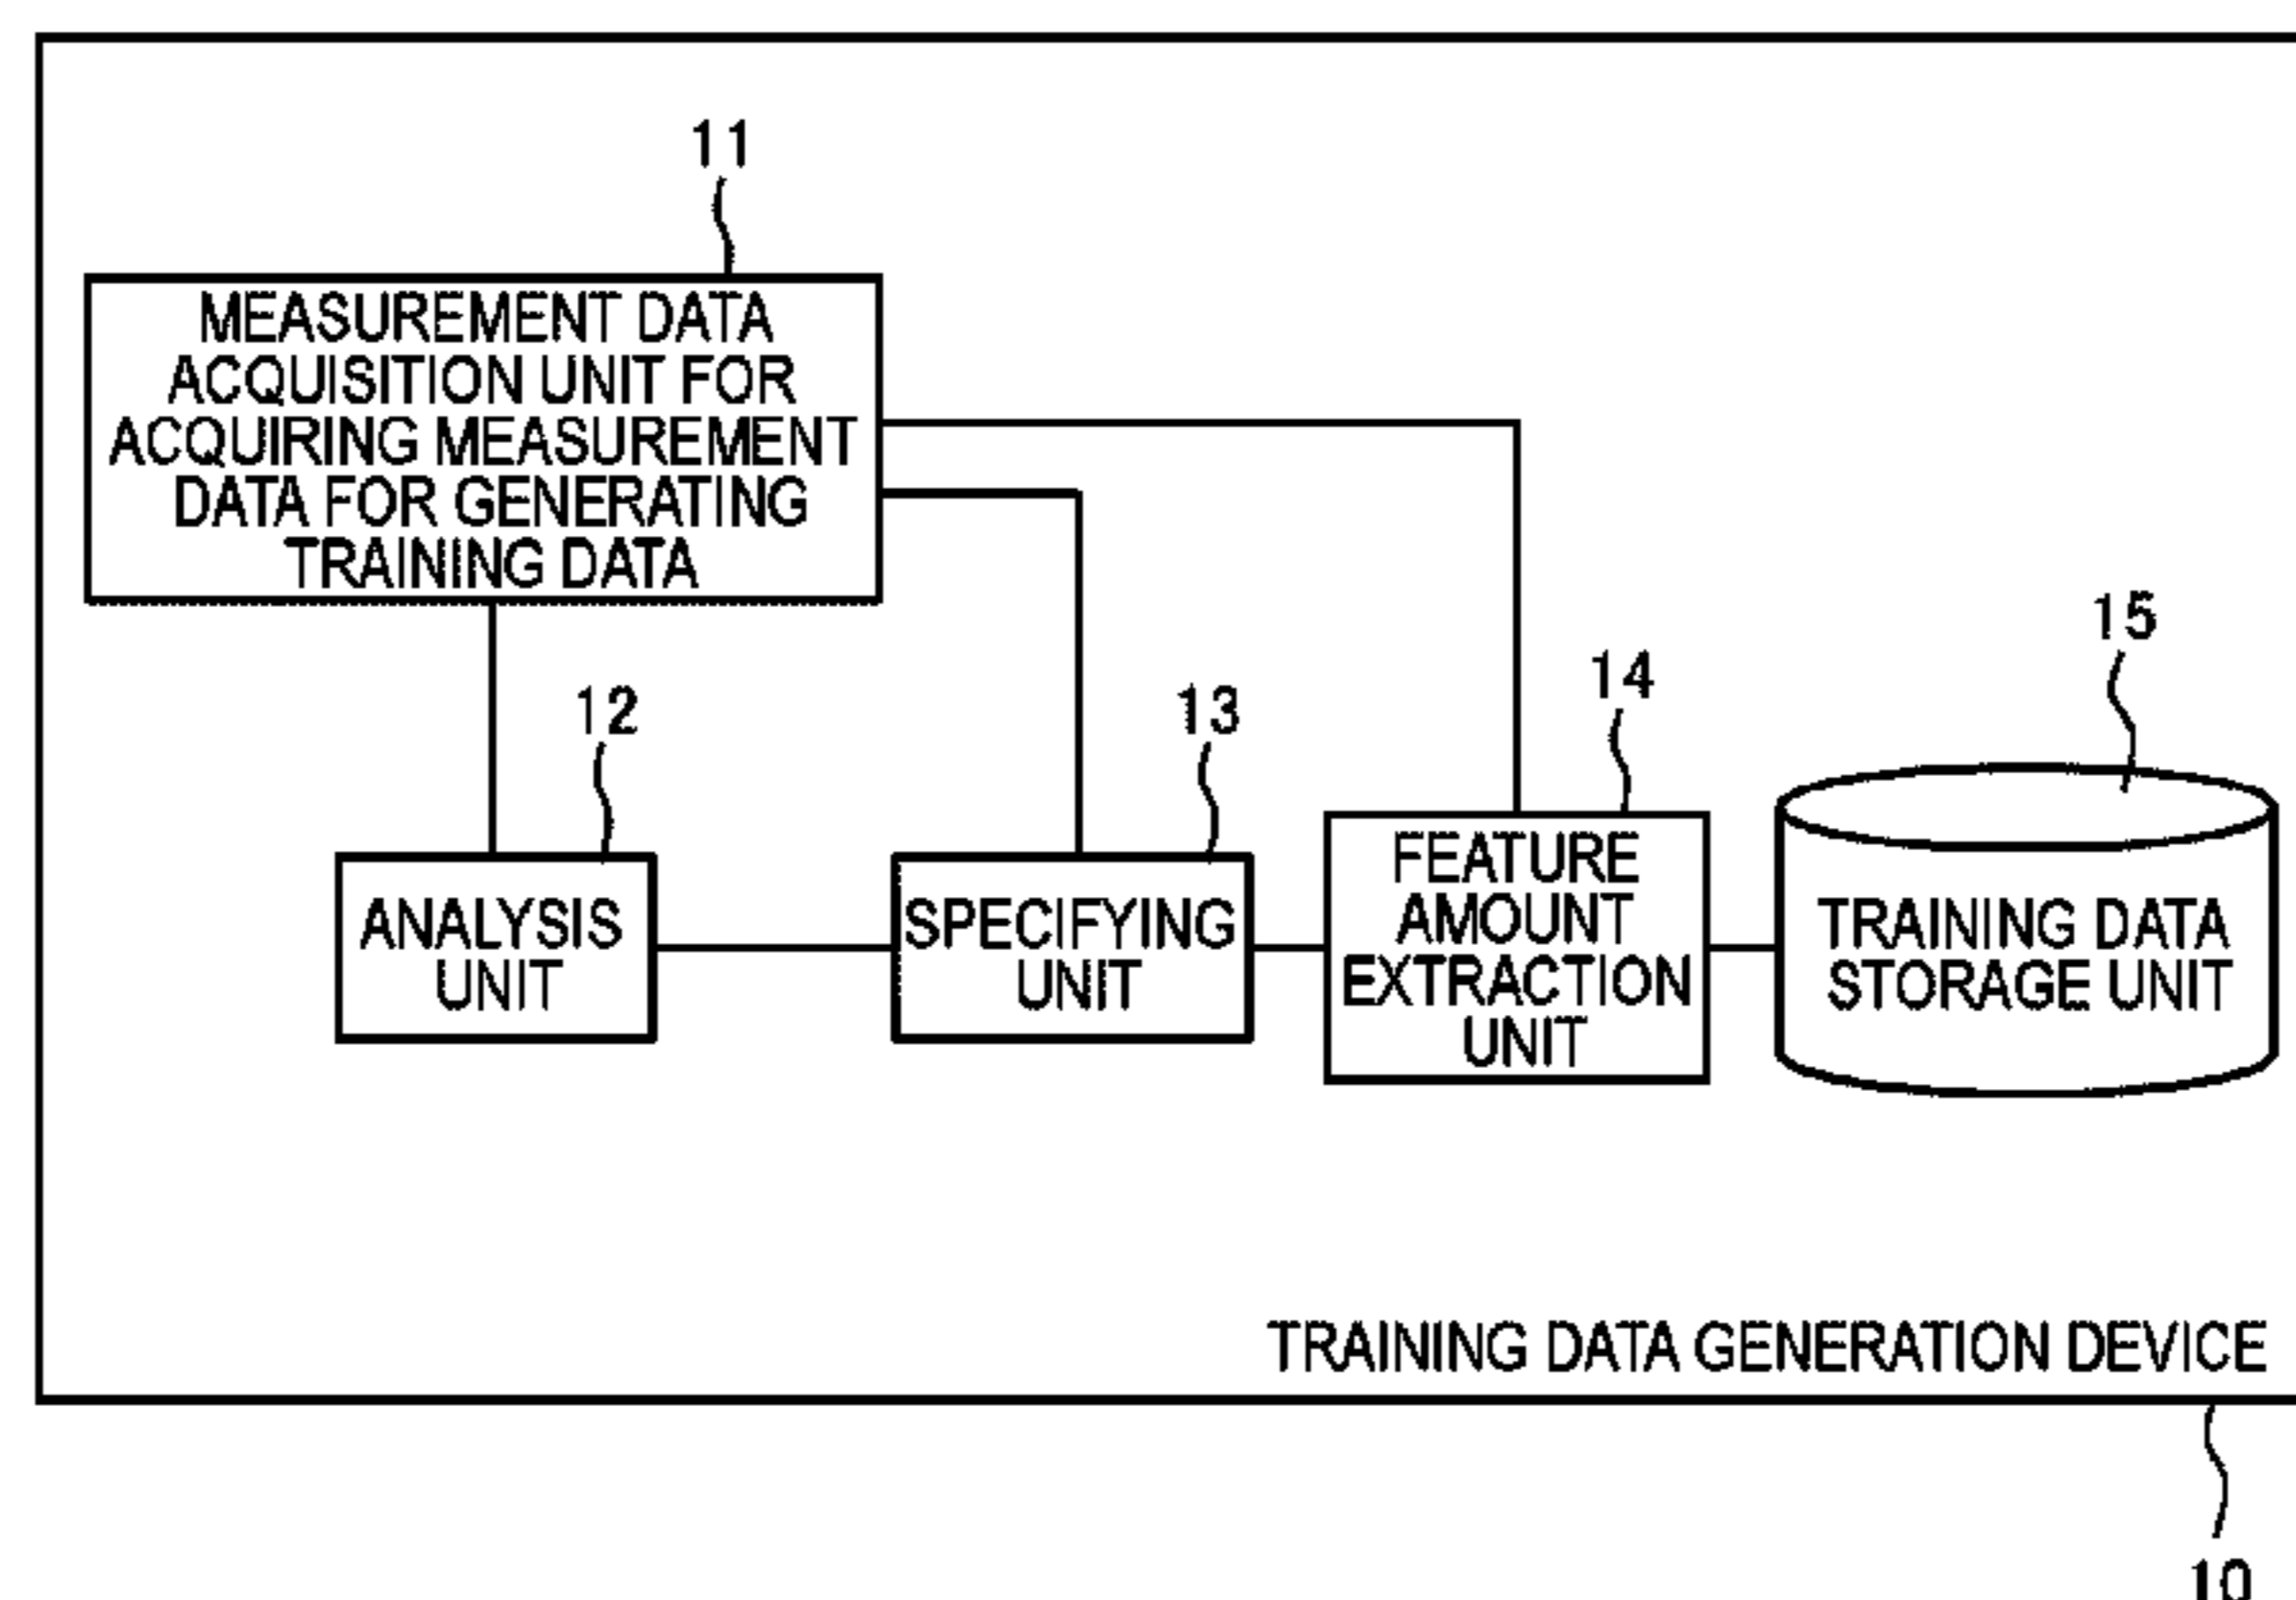 11
MEASUREMENT DATA
ACQUISITION UNIT FOR
ACQUIRING MEASUREMENT
DATA FOR GENERATING
TRAINING DATA
12
ANALYSIS
UNIT
13
SPECIFYING
UNIT
14
FEATURE
AMOUNT
EXTRACTION
UNIT
15
TRAINING DATA
STORAGE UNIT
TRAINING DATA GENERATION DEVICE
10